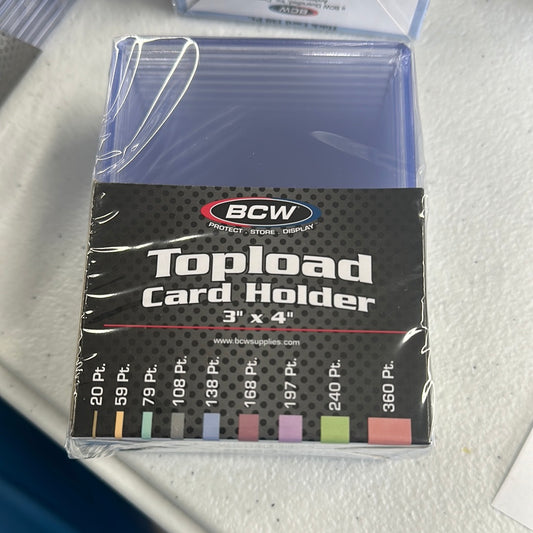 BCW
PROTECT . STORE . DISPLAY
Topload
Card Holder
3" x 4"
www.bcwsupplies.com
20 Pt.
59 Pt.
79 Pt.
108 Pt.
138 Pt.
168 Pt.
197 Pt.
240 Pt.
360 Pt.
BCW